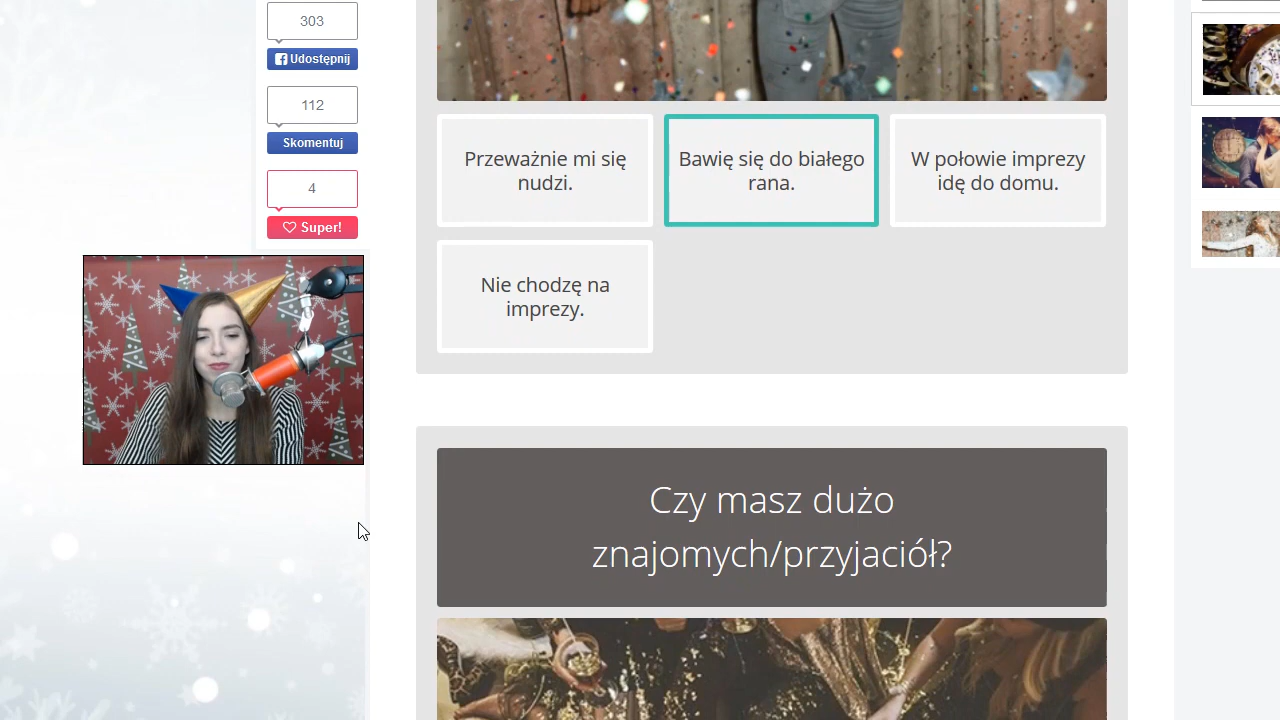 303
Udostępnij
112
Skomentuj
4
Super!
Przeważnie mi się
nudzi.
Bawię się do białego
rana.
W połowie imprezy
idę do domu.
Nie chodzę na
imprezy.
Czy masz dużo
znajomych/przyjaciół?